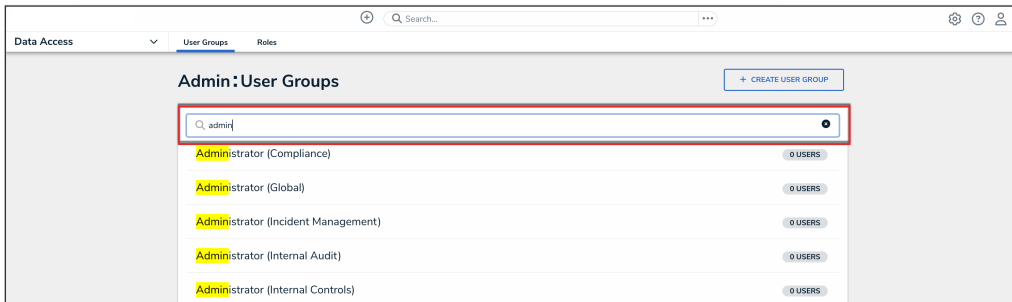 Search...
Data Access
User Groups
Roles
Admin:User Groups
+ CREATE USER GROUP
admin
Administrator (Compliance)
0 USERS
Administrator (Global)
0 USERS
Administrator (Incident Management)
0 USERS
Administrator (Internal Audit)
0 USERS
Administrator (Internal Controls)
0 USERS